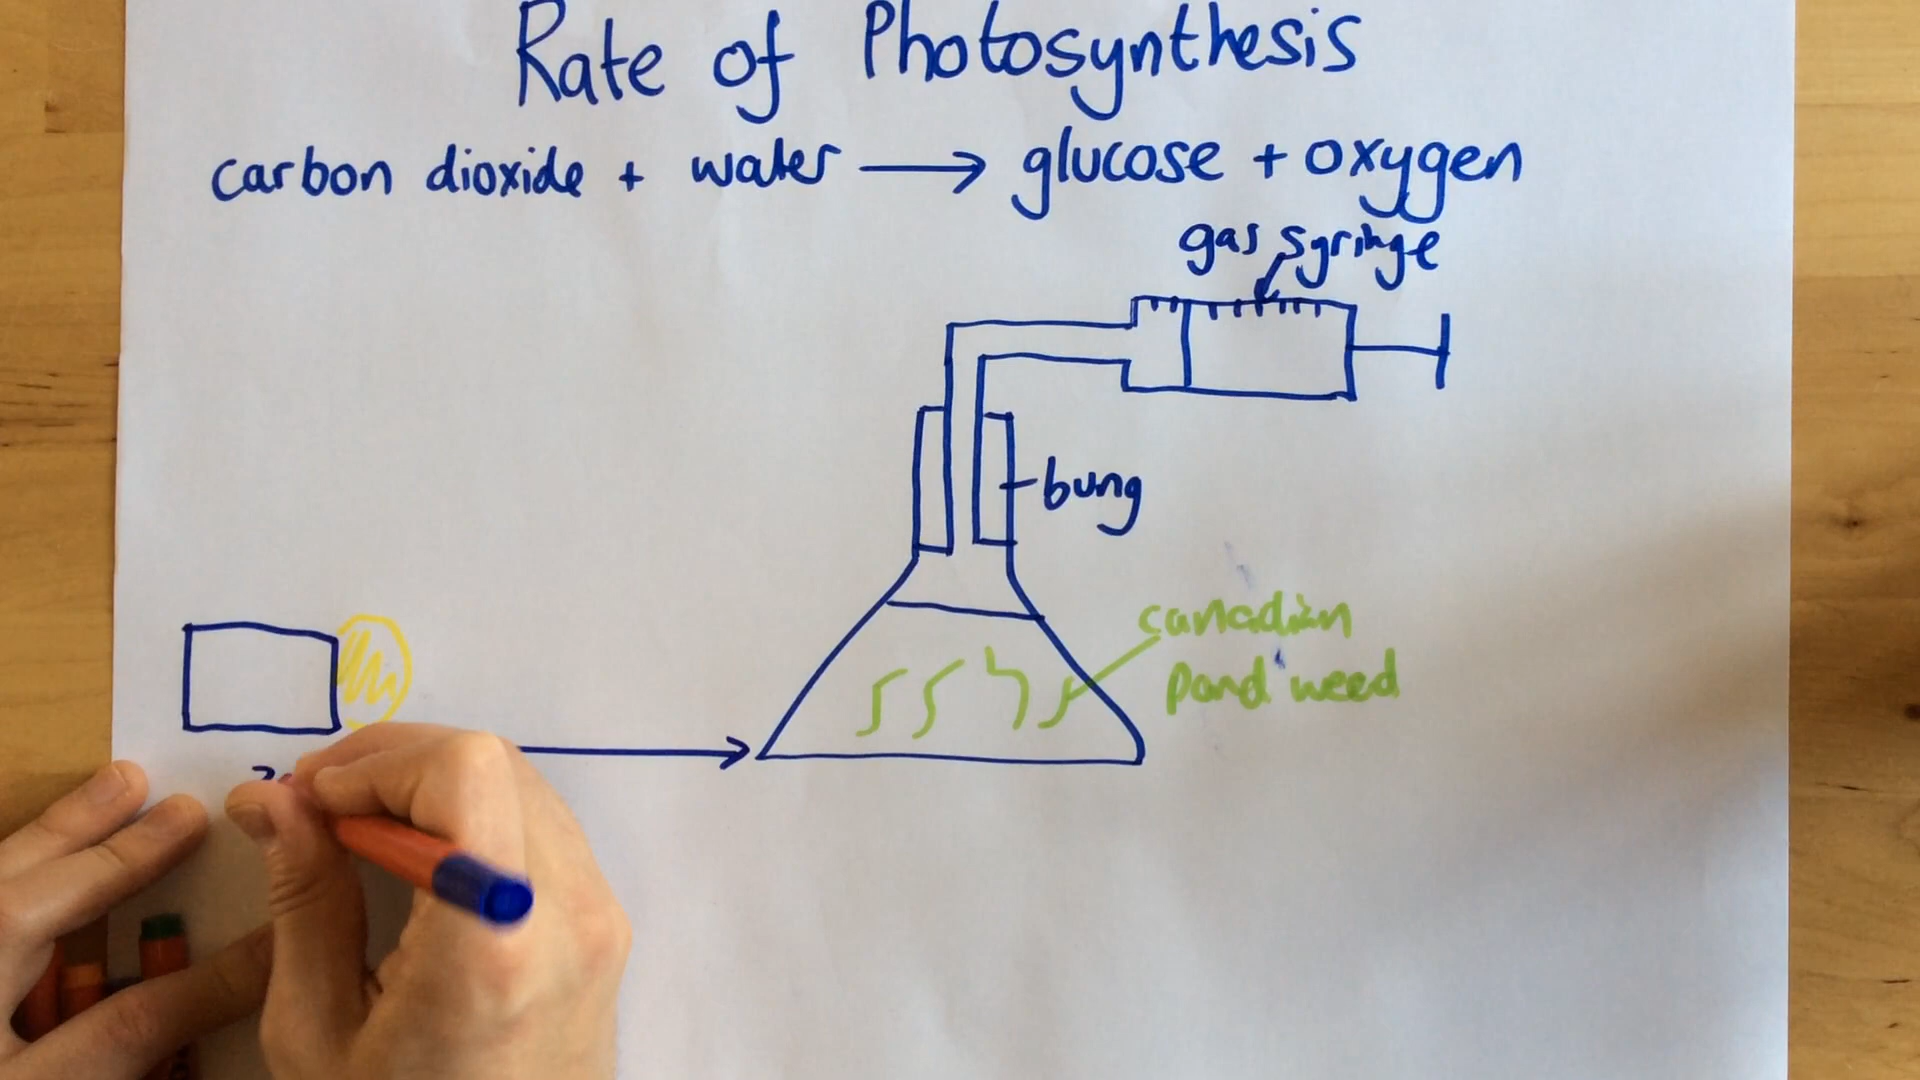 Rate of Photosynthesis
carbon dioxide + water → glucose + oxygen
gas syringe
bung
canadian
pond weed